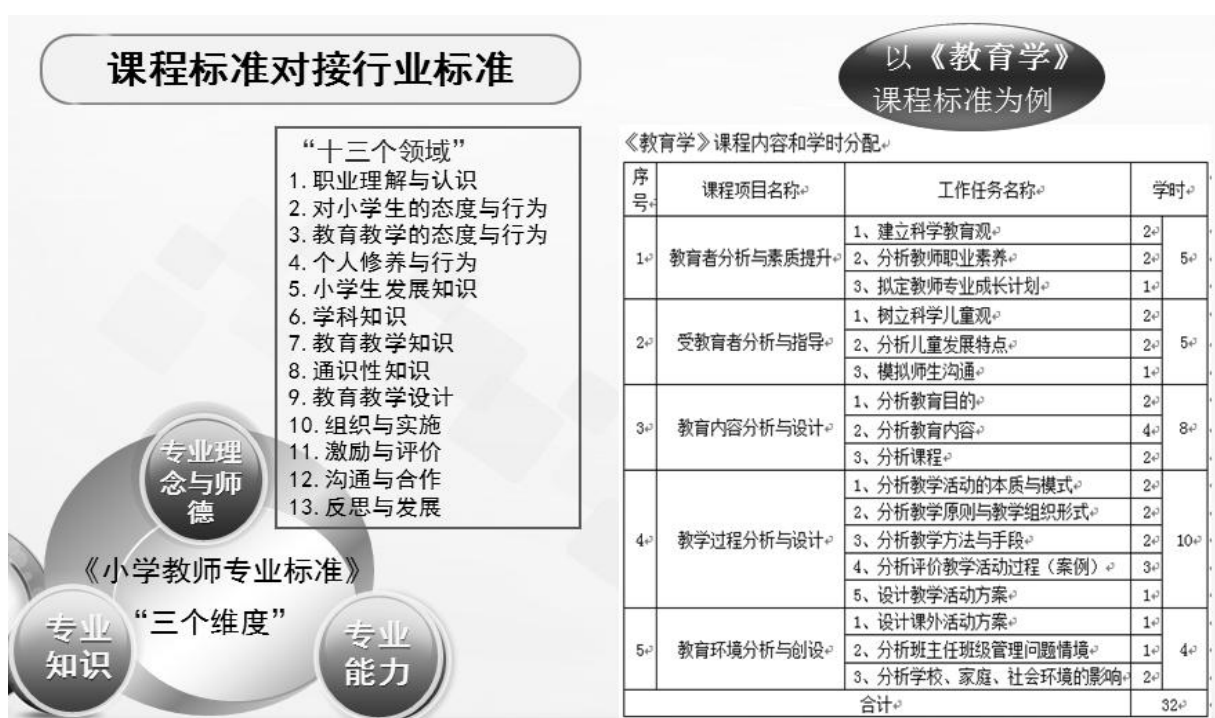 课程标准对接行业标准
以《教育学》
课程标准为例
“十三个领域”
1.职业理解与认识
2.对小学生的态度与行为
3.教育教学的态度与行为
4.个人修养与行为
5.小学生发展知识
6.学科知识
7.教育教学知识
8.通识性知识
9.教育教学设计
10.组织与实施
11.激励与评价
12.沟通与合作
13.反思与发展
专业理
念与师
德
《小学教师专业标准》
“三个维度”
专业
知识
专业
能力
《教育学》课程内容和学时分配
序号 课程项目名称 工作任务名称 学时
1 教育者分析与素质提升 5
1、建立科学教育观 2
2、分析教师职业素养 2
3、拟定教师专业成长计划 1
2 受教育者分析与指导 5
1、树立科学儿童观 2
2、分析儿童发展特点 2
3、模拟师生沟通 1
3 教育内容分析与设计 8
1、分析教育目的 2
2、分析教育内容 4
3、分析课程 2
4 教学过程分析与设计 10
1、分析教学活动的本质与模式 2
2、分析教学原则与教学组织形式 2
3、分析教学方法与手段 2
4、分析评价教学活动过程（案例） 3
5、设计教学活动方案 1
5 教育环境分析与创设 4
1、设计课外活动方案 1
2、分析班主任班级管理问题情境 1
3、分析学校、家庭、社会环境的影响 2
合计 32